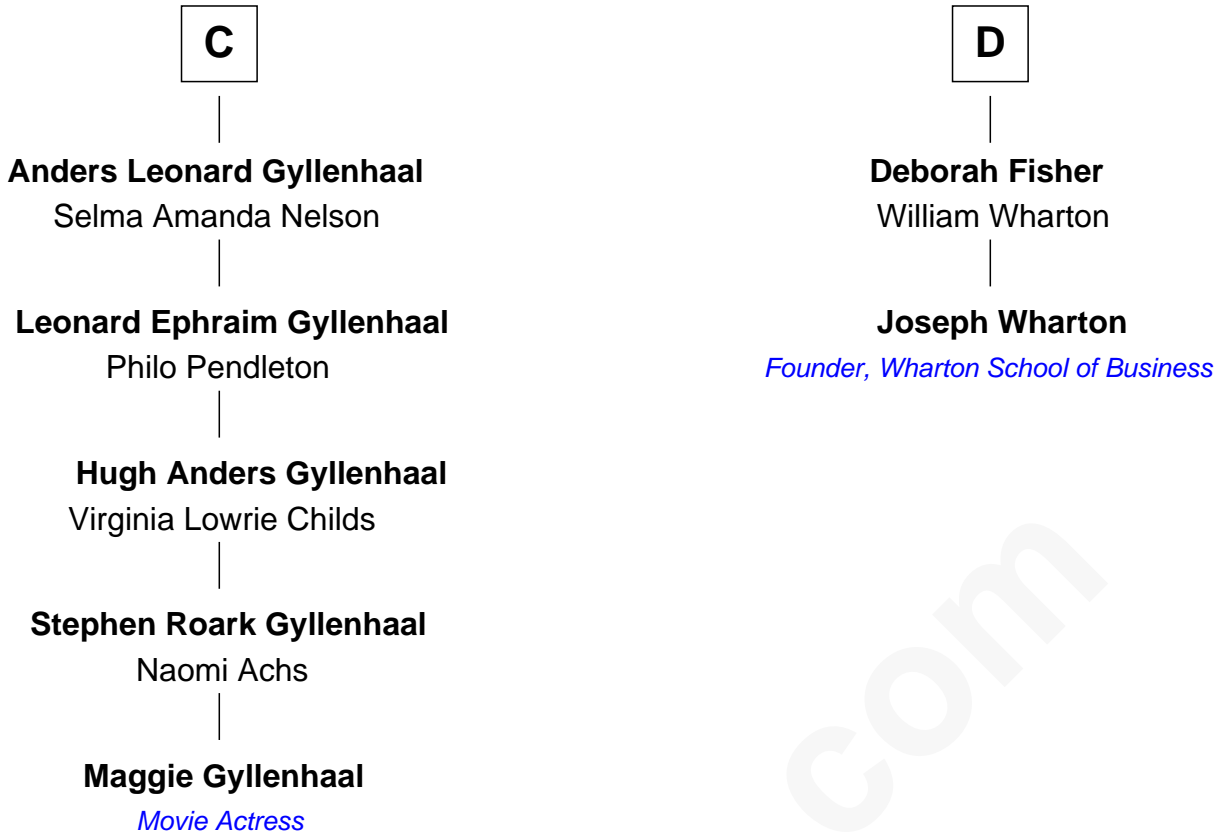 C
Anders Leonard Gyllenhaal
Selma Amanda Nelson
Leonard Ephraim Gyllenhaal
Philo Pendleton
Hugh Anders Gyllenhaal
Virginia Lowrie Childs
Stephen Roark Gyllenhaal
Naomi Achs
Maggie Gyllenhaal
Movie Actress
D
Deborah Fisher
William Wharton
Joseph Wharton
Founder, Wharton School of Business
com